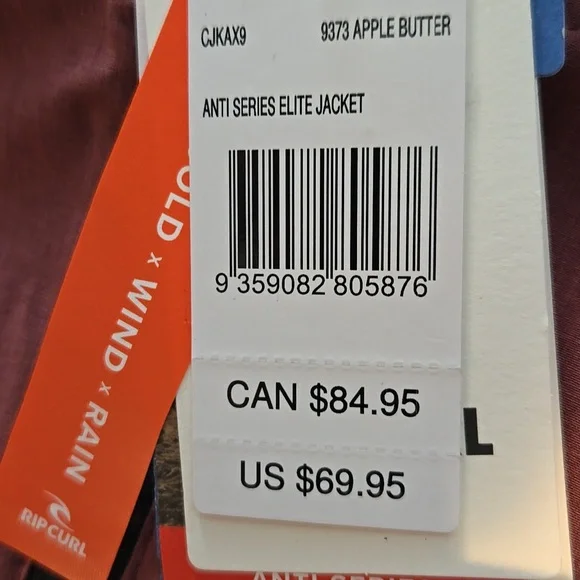 CJKAX9 9373 APPLE BUTTER
ANTI SERIES ELITE JACKET
9 359082 805876
CAN $84.95
US $69.95
x WIND x RAIN
RIP CURL
L